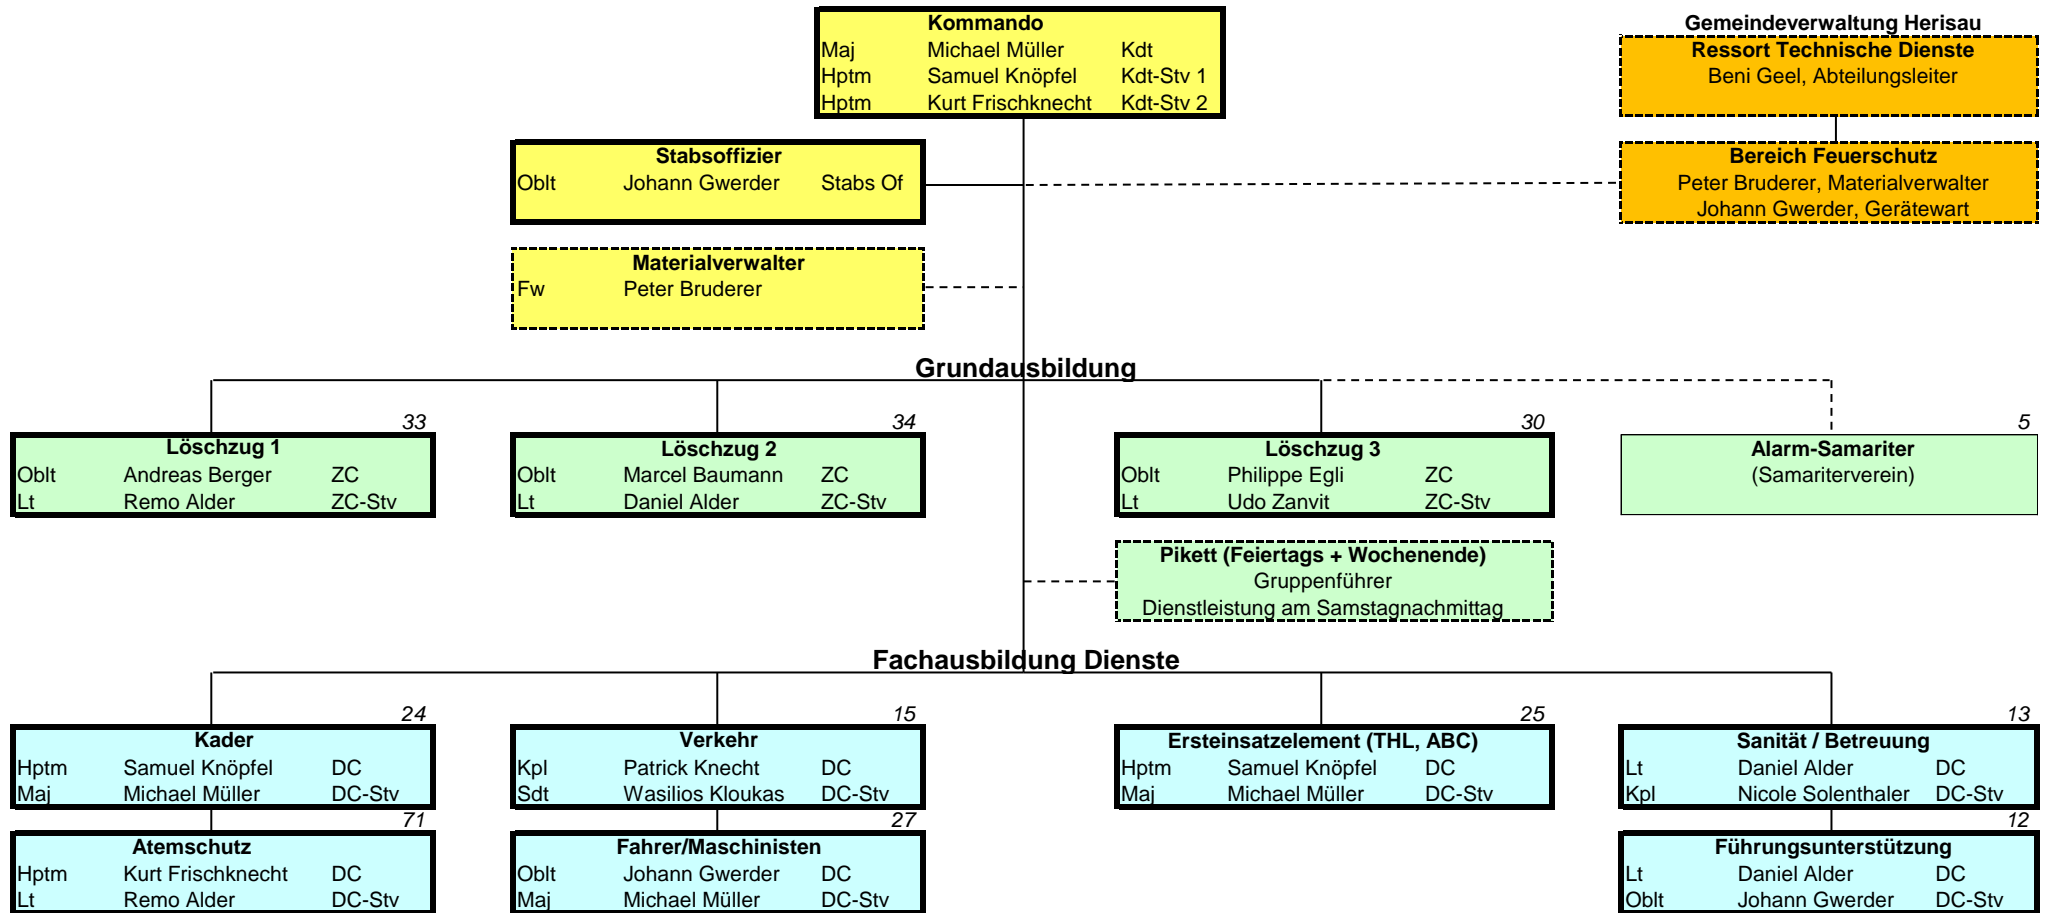 Kommando
Maj Michael Müller Kdt
Hptm Samuel Knöpfel Kdt-Stv 1
Hptm Kurt Frischknecht Kdt-Stv 2
Gemeindeverwaltung Herisau
Ressort Technische Dienste
Beni Geel, Abteilungsleiter
Stabsoffizier
Oblt Johann Gwerder Stabs Of
Bereich Feuerschutz
Peter Bruderer, Materialverwalter
Johann Gwerder, Gerätewart
Materialverwalter
Fw Peter Bruderer
Grundausbildung
33
Löschzug 1
Oblt Andreas Berger ZC
Lt Remo Alder ZC-Stv
34
Löschzug 2
Oblt Marcel Baumann ZC
Lt Daniel Alder ZC-Stv
30
Löschzug 3
Oblt Philippe Egli ZC
Lt Udo Zanvit ZC-Stv
5
Alarm-Samariter
(Samariterverein)
Pikett (Feiertags + Wochenende)
Gruppenführer
Dienstleistung am Samstagnachmittag
Fachausbildung Dienste
24
Kader
Hptm Samuel Knöpfel DC
Maj Michael Müller DC-Stv
15
Verkehr
Kpl Patrick Knecht DC
Sdt Wasilios Kloukas DC-Stv
25
Ersteinsatzelement (THL, ABC)
Hptm Samuel Knöpfel DC
Maj Michael Müller DC-Stv
13
Sanität / Betreuung
Lt Daniel Alder DC
Kpl Nicole Solenthaler DC-Stv
71
Atemschutz
Hptm Kurt Frischknecht DC
Lt Remo Alder DC-Stv
27
Fahrer/Maschinisten
Oblt Johann Gwerder DC
Maj Michael Müller DC-Stv
12
Führungsunterstützung
Lt Daniel Alder DC
Oblt Johann Gwerder DC-Stv